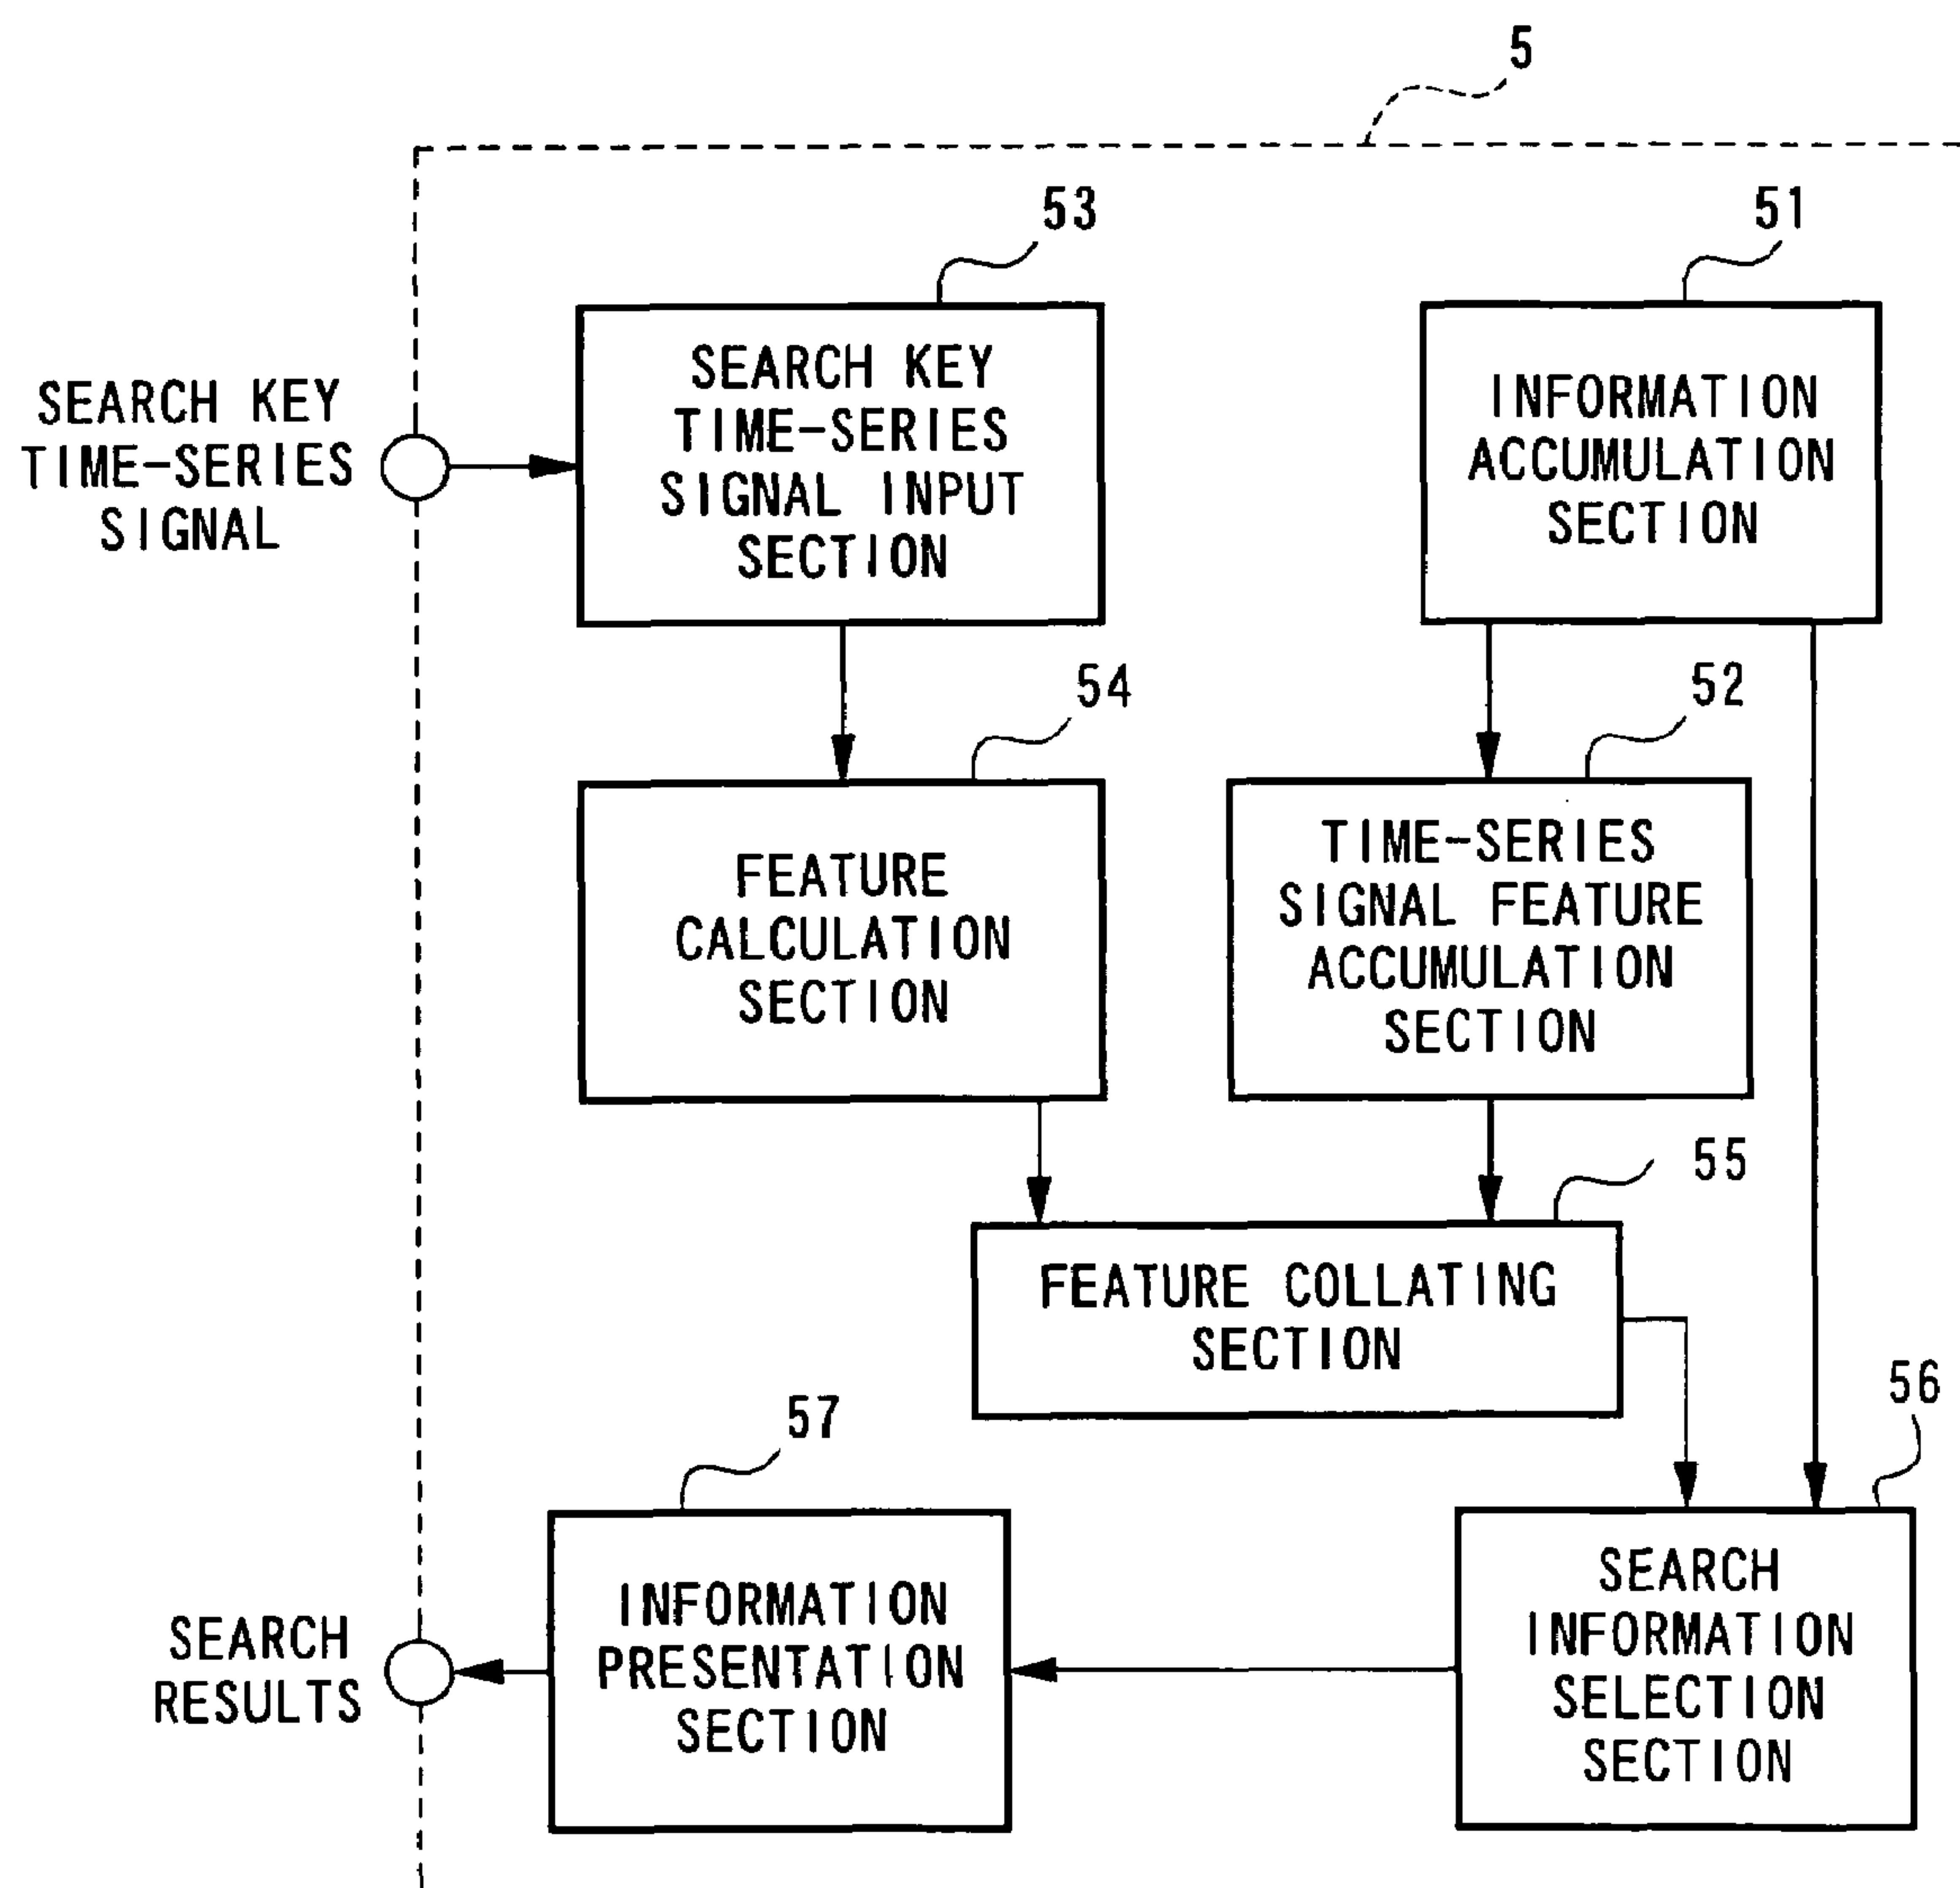 5
53
51
SEARCH KEY
TIME-SERIES
SIGNAL
SEARCH KEY
TIME-SERIES
SIGNAL INPUT
SECTION
INFORMATION
ACCUMULATION
SECTION
54
52
FEATURE
CALCULATION
SECTION
TIME-SERIES
SIGNAL FEATURE
ACCUMULATION
SECTION
55
FEATURE COLLATING
SECTION
57
56
SEARCH
RESULTS
INFORMATION
PRESENTATION
SECTION
SEARCH
INFORMATION
SELECTION
SECTION